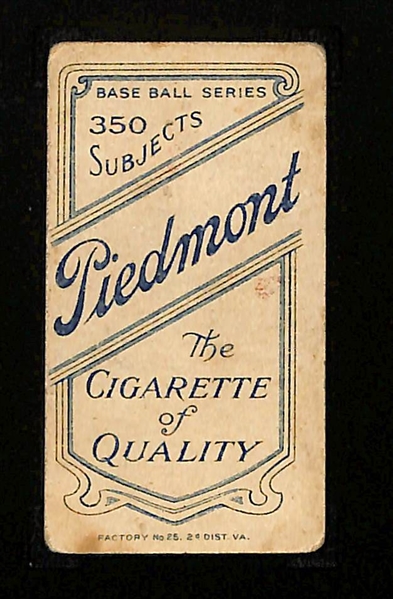 BASE BALL SERIES
350
SUBJECTS
Piedmont
The
CIGARETTE
of
QUALITY
FACTORY No 25. 2d DIST. VA.